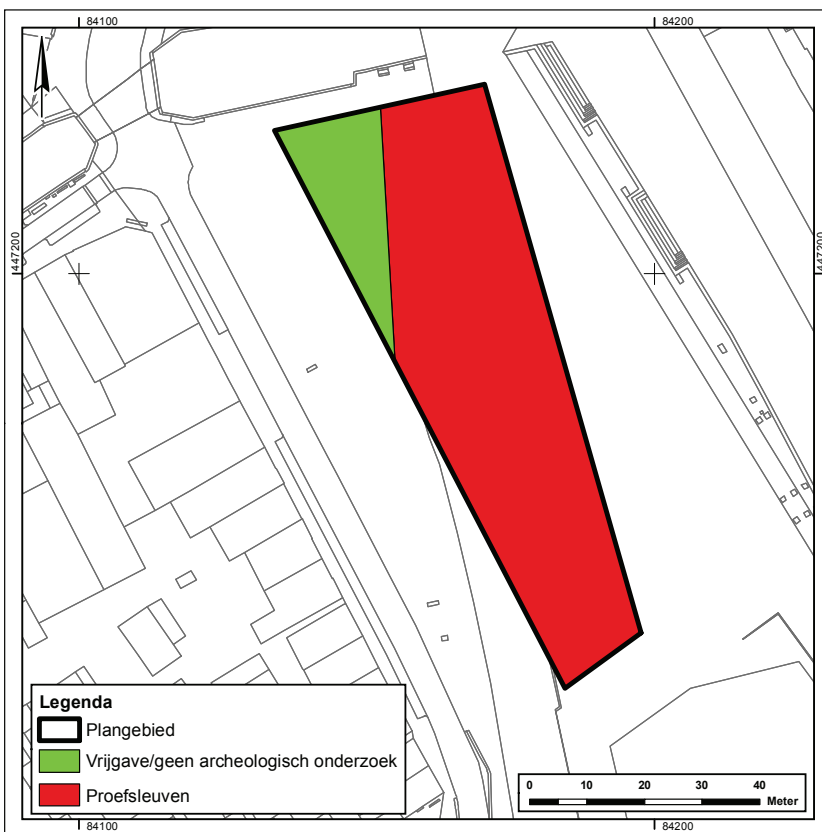 84100 84200
447200 447200
Legenda
Plangebied
Vrijgave/geen archeologisch onderzoek
Proefsleuven
0 10 20 30 40
Meter
84100 84200